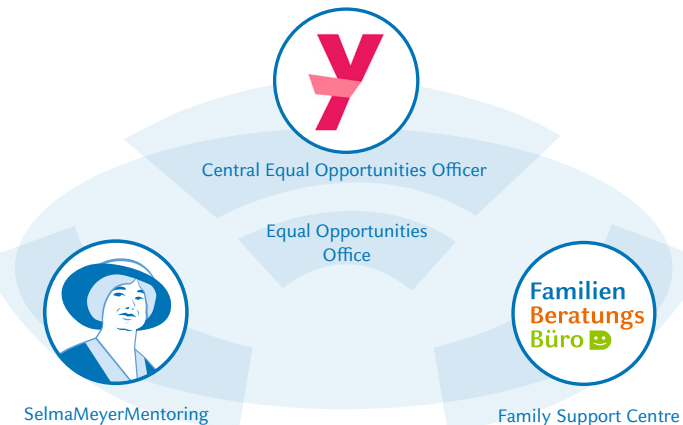 Central Equal Opportunities Officer
Equal Opportunities
Office
Familien
Beratungs
Büro
SelmaMeyerMentoring
Family Support Centre